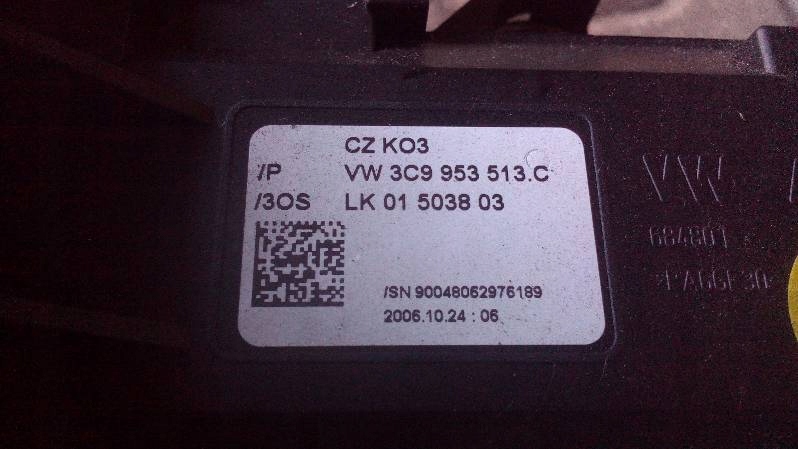 CZ KO3
/P VW 3C9 953 513.C
/3OS LK 01 5038 03
/SN 90048062976189
2006.10.24 : 06
VW